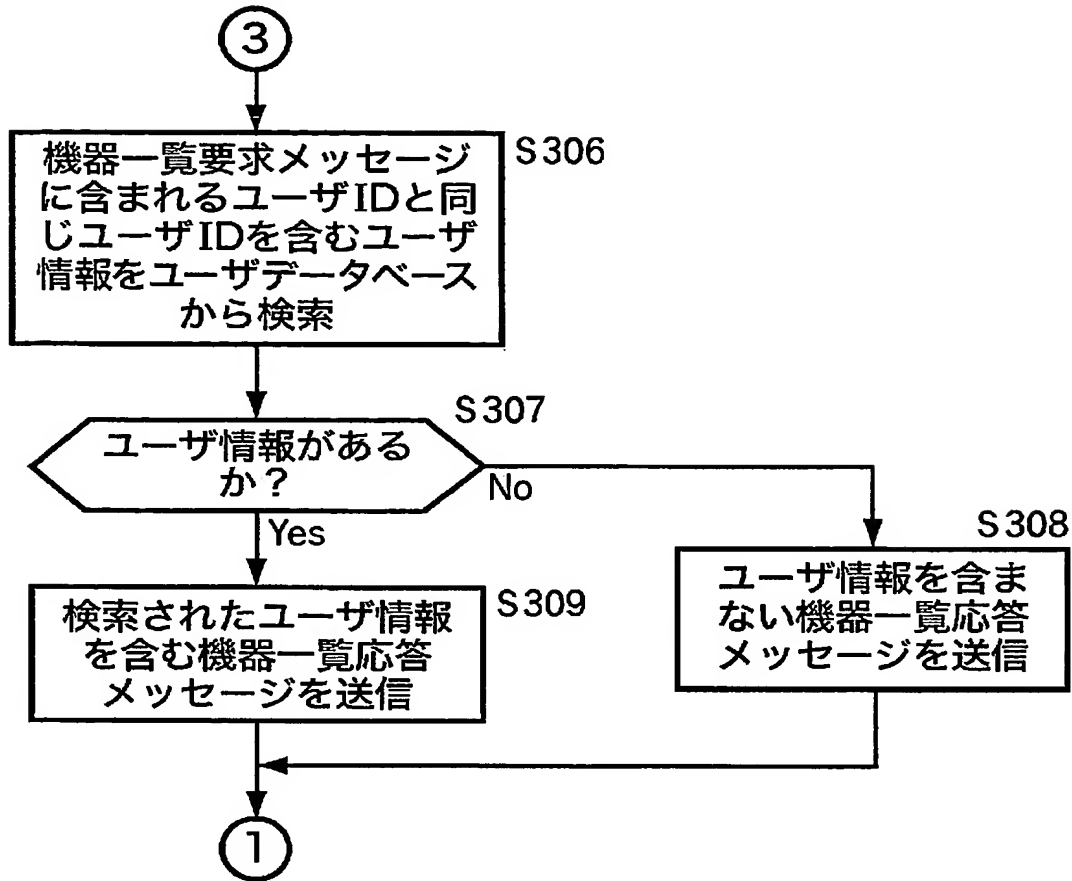 3
機器一覧要求メッセージ
に含まれるユーザIDと同
じユーザIDを含むユーザ
情報をユーザデータベース
から検索
S306
ユーザ情報がある
か？
S307
No
Yes
S308
ユーザ情報を含ま
ない機器一覧応答
メッセージを送信
検索されたユーザ情報
を含む機器一覧応答
メッセージを送信
S309
1